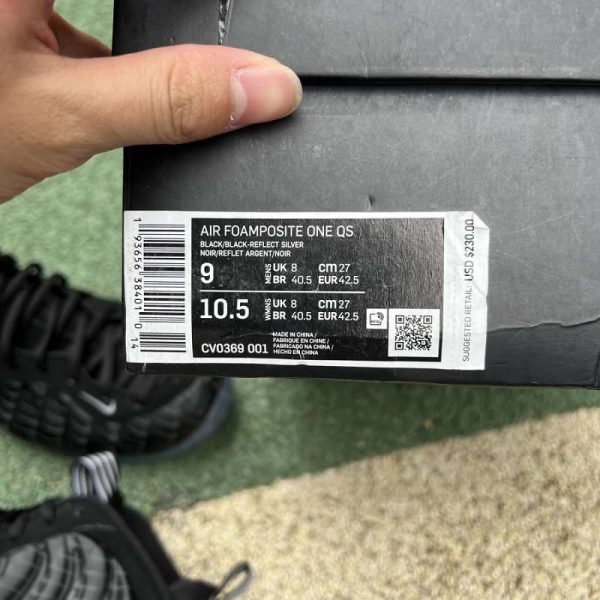 AIR FOAMPOSITE ONE QS
BLACK/BLACK-REFLECT SILVER
NOIR/REFLET ARGENT/NOIR
9 MENS UK 8 CM 27
BR 40.5 EUR 42.5
10.5 WMNS UK 8 CM 27
BR 40.5 EUR 42.5
MADE IN CHINA /
FABRIQUE EN CHINE /
FABRICADO NA CHINA /
HECHO EN CHINA
CV0369 001
1 93656 38401 0 14
SUGGESTED RETAIL: USD $230.00